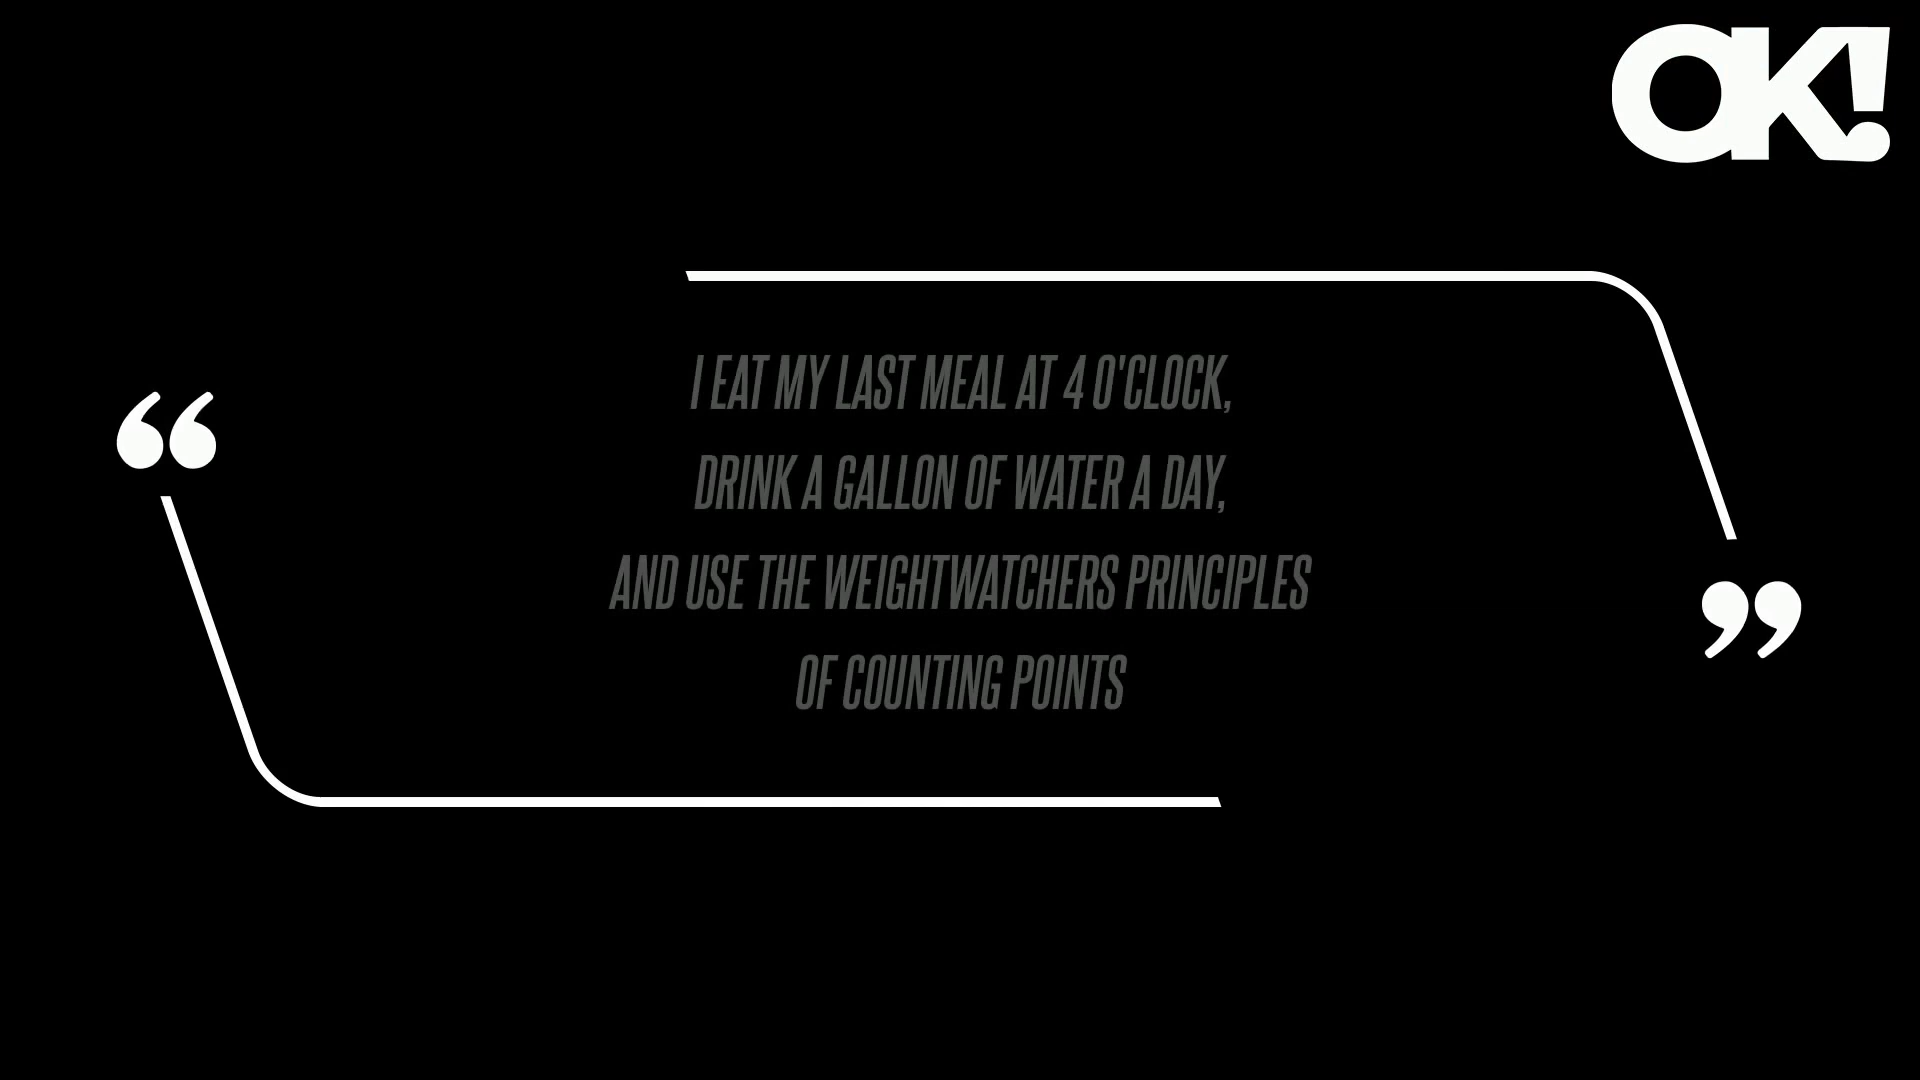 OK!
“
I EAT MY LAST MEAL AT 4 O'CLOCK,
DRINK A GALLON OF WATER A DAY,
AND USE THE WEIGHTWATCHERS PRINCIPLES
OF COUNTING POINTS
”